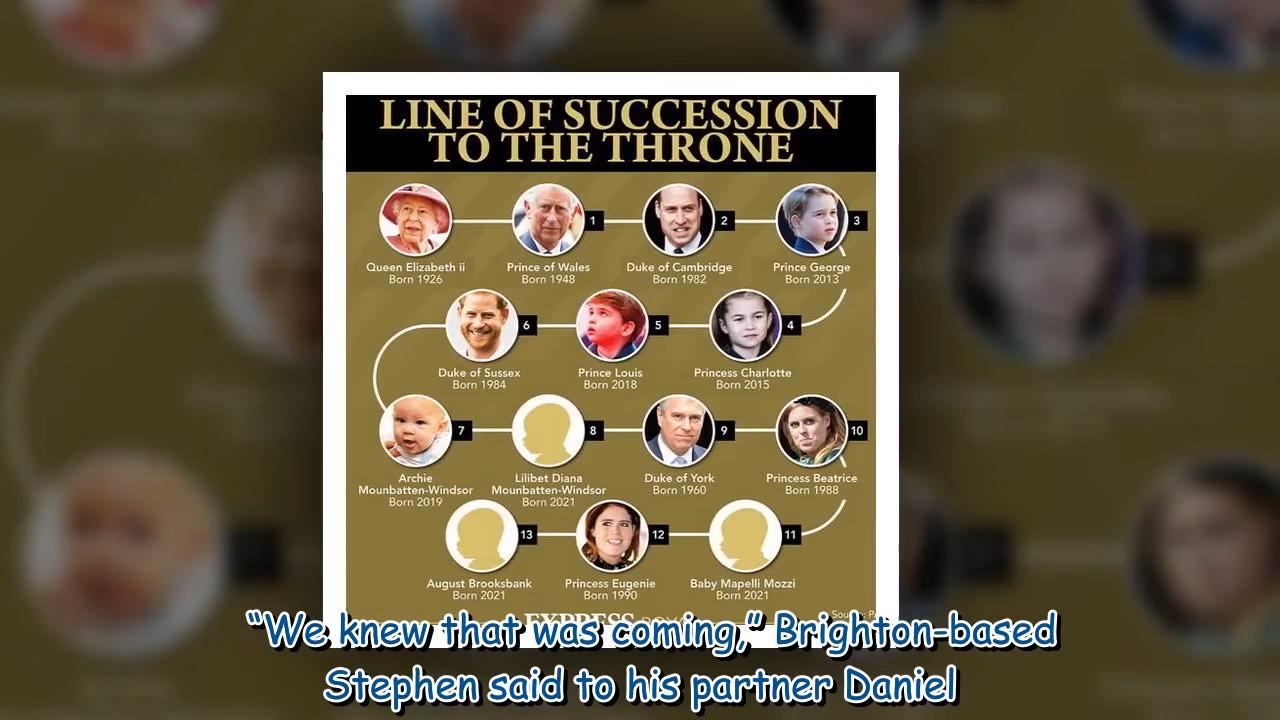 LINE OF SUCCESSION
TO THE THRONE
1
2
3
Queen Elizabeth ii
Born 1926
Prince of Wales
Born 1948
Duke of Cambridge
Born 1982
Prince George
Born 2013
6
5
4
Duke of Sussex
Born 1984
Prince Louis
Born 2018
Princess Charlotte
Born 2015
7
8
9
10
Archie
Mounbatten-Windsor
Born 2019
Lilibet Diana
Mounbatten-Windsor
Born 2021
Duke of York
Born 1960
Princess Beatrice
Born 1988
13
12
11
August Brooksbank
Born 2021
Princess Eugenie
Born 1990
Baby Mapelli Mozzi
Born 2021
EXPRESS
“We knew that was coming,” Brighton-based
Stephen said to his partner Daniel